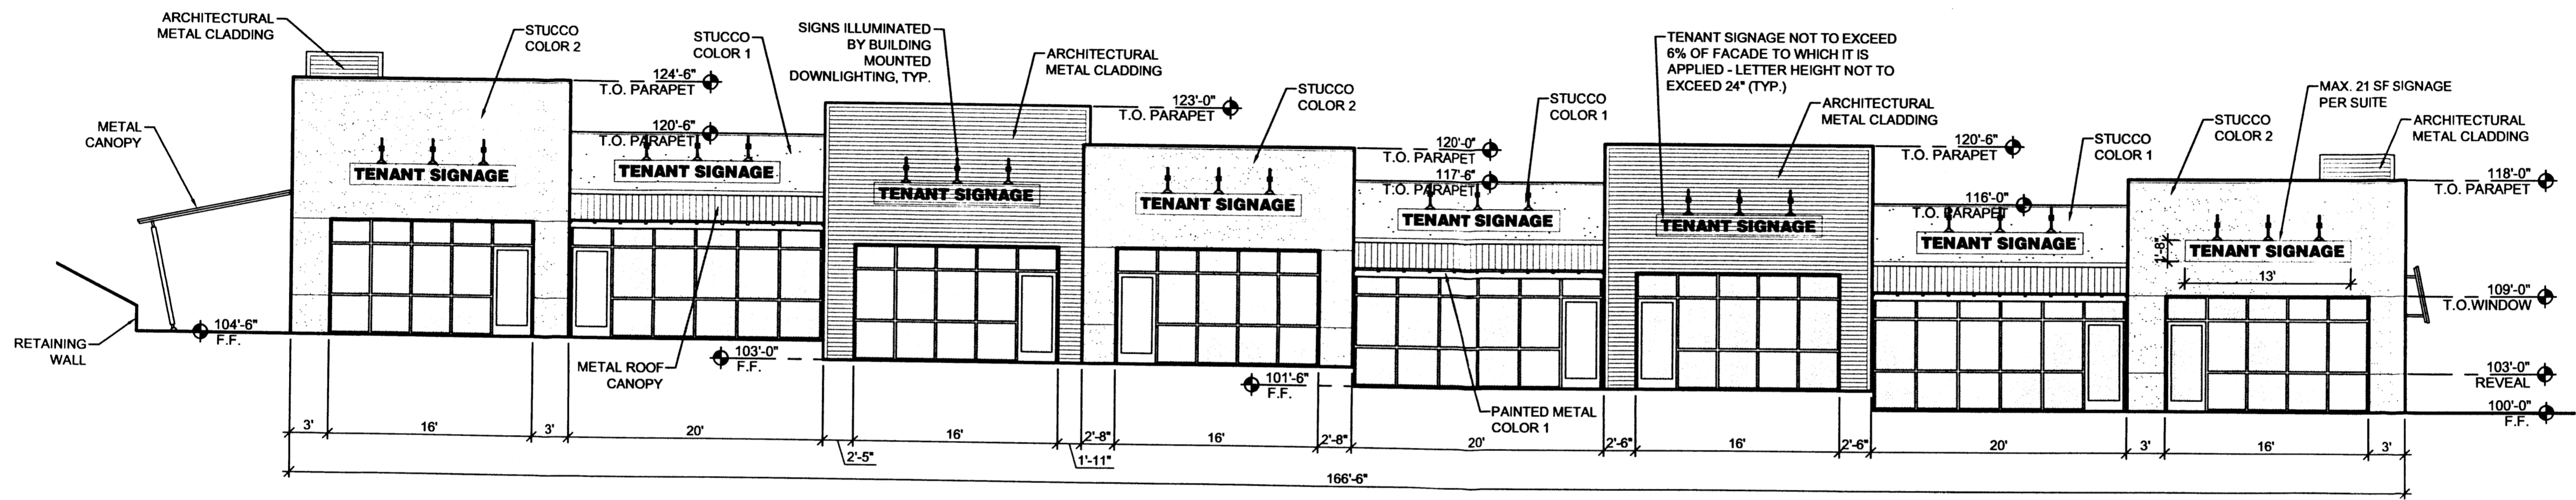 ARCHITECTURAL
METAL CLADDING
STUCCO
COLOR 2
STUCCO
COLOR 1
SIGNS ILLUMINATED
BY BUILDING
MOUNTED
DOWNLIGHTING, TYP.
ARCHITECTURAL
METAL CLADDING
TENANT SIGNAGE NOT TO EXCEED
6% OF FACADE TO WHICH IT IS
APPLIED - LETTER HEIGHT NOT TO
EXCEED 24" (TYP.)
MAX. 21 SF SIGNAGE
PER SUITE
124'-6"
T.O. PARAPET
123'-0"
T.O. PARAPET
STUCCO
COLOR 2
STUCCO
COLOR 1
ARCHITECTURAL
METAL CLADDING
STUCCO
COLOR 2
ARCHITECTURAL
METAL CLADDING
METAL
CANOPY
120'-6"
T.O. PARAPET
120'-0"
T.O. PARAPET
120'-6"
T.O. PARAPET
STUCCO
COLOR 1
117'-6"
T.O. PARAPET
118'-0"
T.O. PARAPET
116'-0"
T.O. PARAPET
TENANT SIGNAGE
TENANT SIGNAGE
TENANT SIGNAGE
TENANT SIGNAGE
TENANT SIGNAGE
TENANT SIGNAGE
TENANT SIGNAGE
TENANT SIGNAGE
1'-8"
13'
109'-0"
T.O.WINDOW
104'-6"
F.F.
RETAINING
WALL
METAL ROOF
CANOPY
103'-0"
F.F.
101'-6"
F.F.
PAINTED METAL
COLOR 1
103'-0"
REVEAL
100'-0"
F.F.
3'
16'
3'
20'
2'-5"
16'
1'-11"
2'-8"
16'
2'-8"
20'
2'-6"
16'
2'-6"
20'
3'
16'
3'
166'-6"